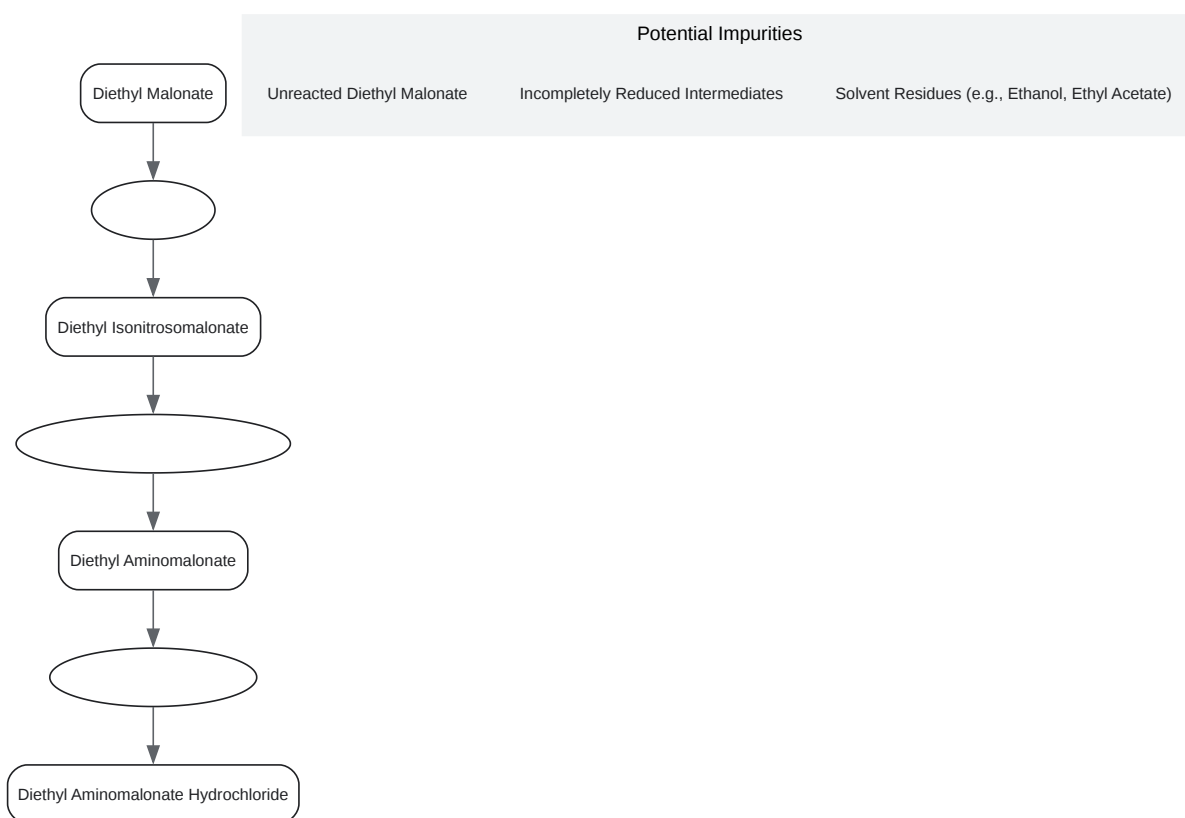 Potential Impurities
Diethyl Malonate
Unreacted Diethyl Malonate
Incompletely Reduced Intermediates
Solvent Residues (e.g., Ethanol, Ethyl Acetate)
Diethyl Isonitrosomalonate
Diethyl Aminomalonate
Diethyl Aminomalonate Hydrochloride